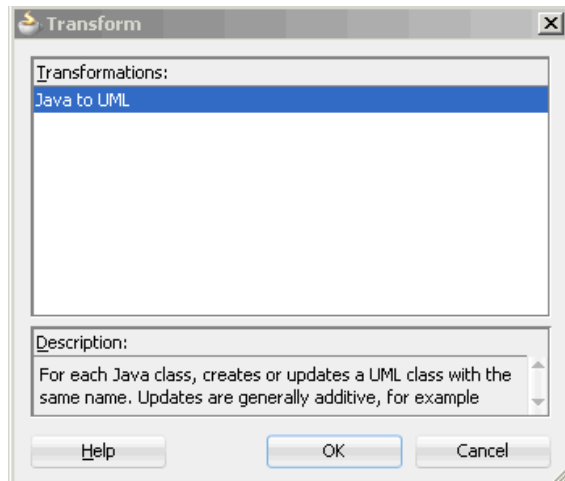 Transform
Transformations:
Java to UML
Description:
For each Java class, creates or updates a UML class with the
same name. Updates are generally additive, for example
Help OK Cancel